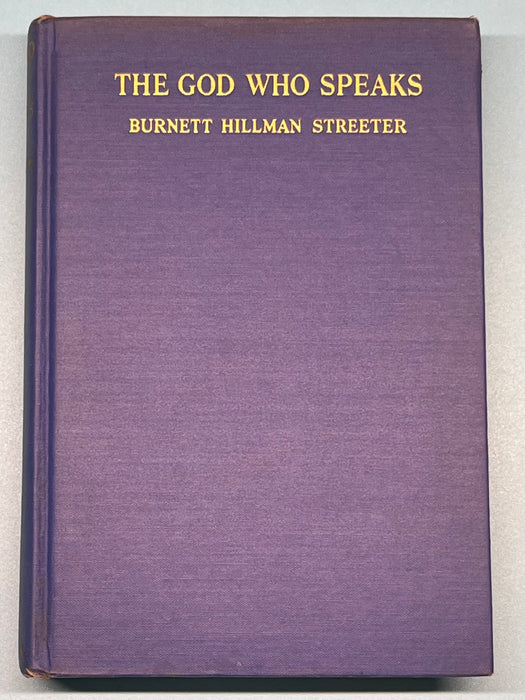 THE GOD WHO SPEAKS
BURNETT HILLMAN STREETER